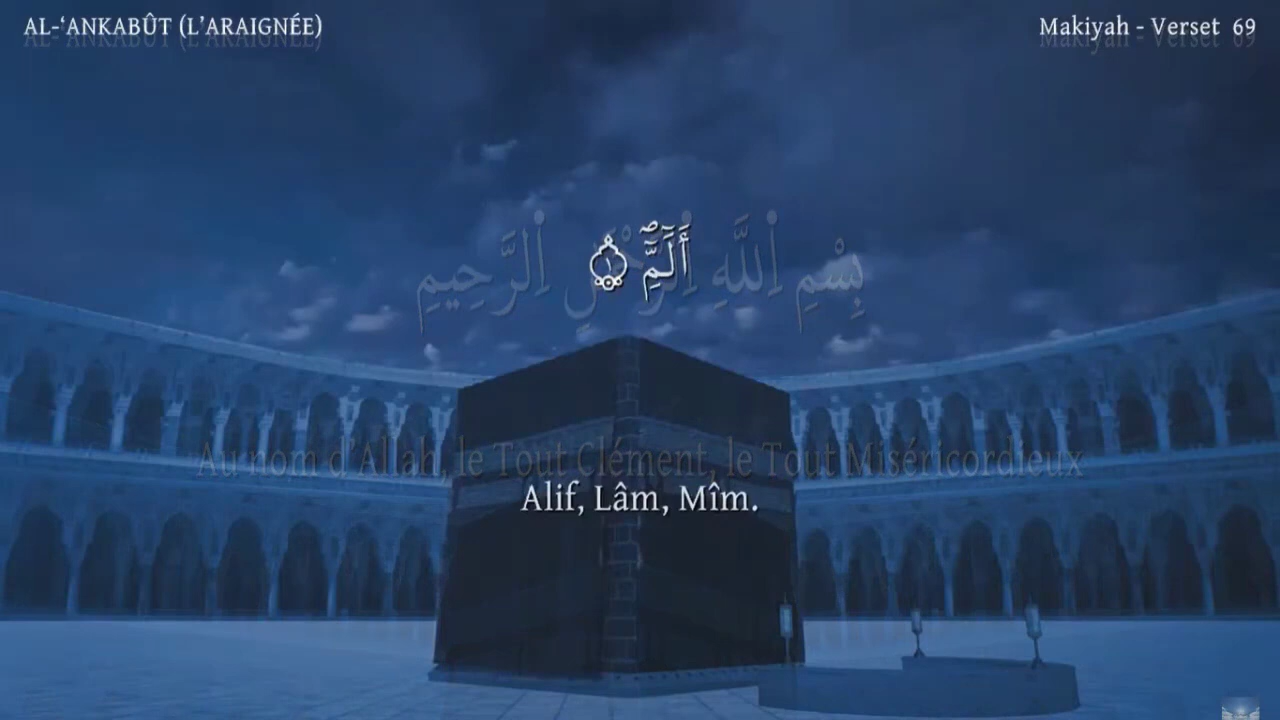 AL-‘ANKABÛT (L’ARAIGNÉE)
Makiyah - Verset 69
بِسْمِ اللَّهِ الرَّحْمَٰنِ الرَّحِيمِ
أَلَمِّ ۝١
Au nom d’Allah, le Tout Clément, le Tout Miséricordieux
Alif, Lâm, Mîm.